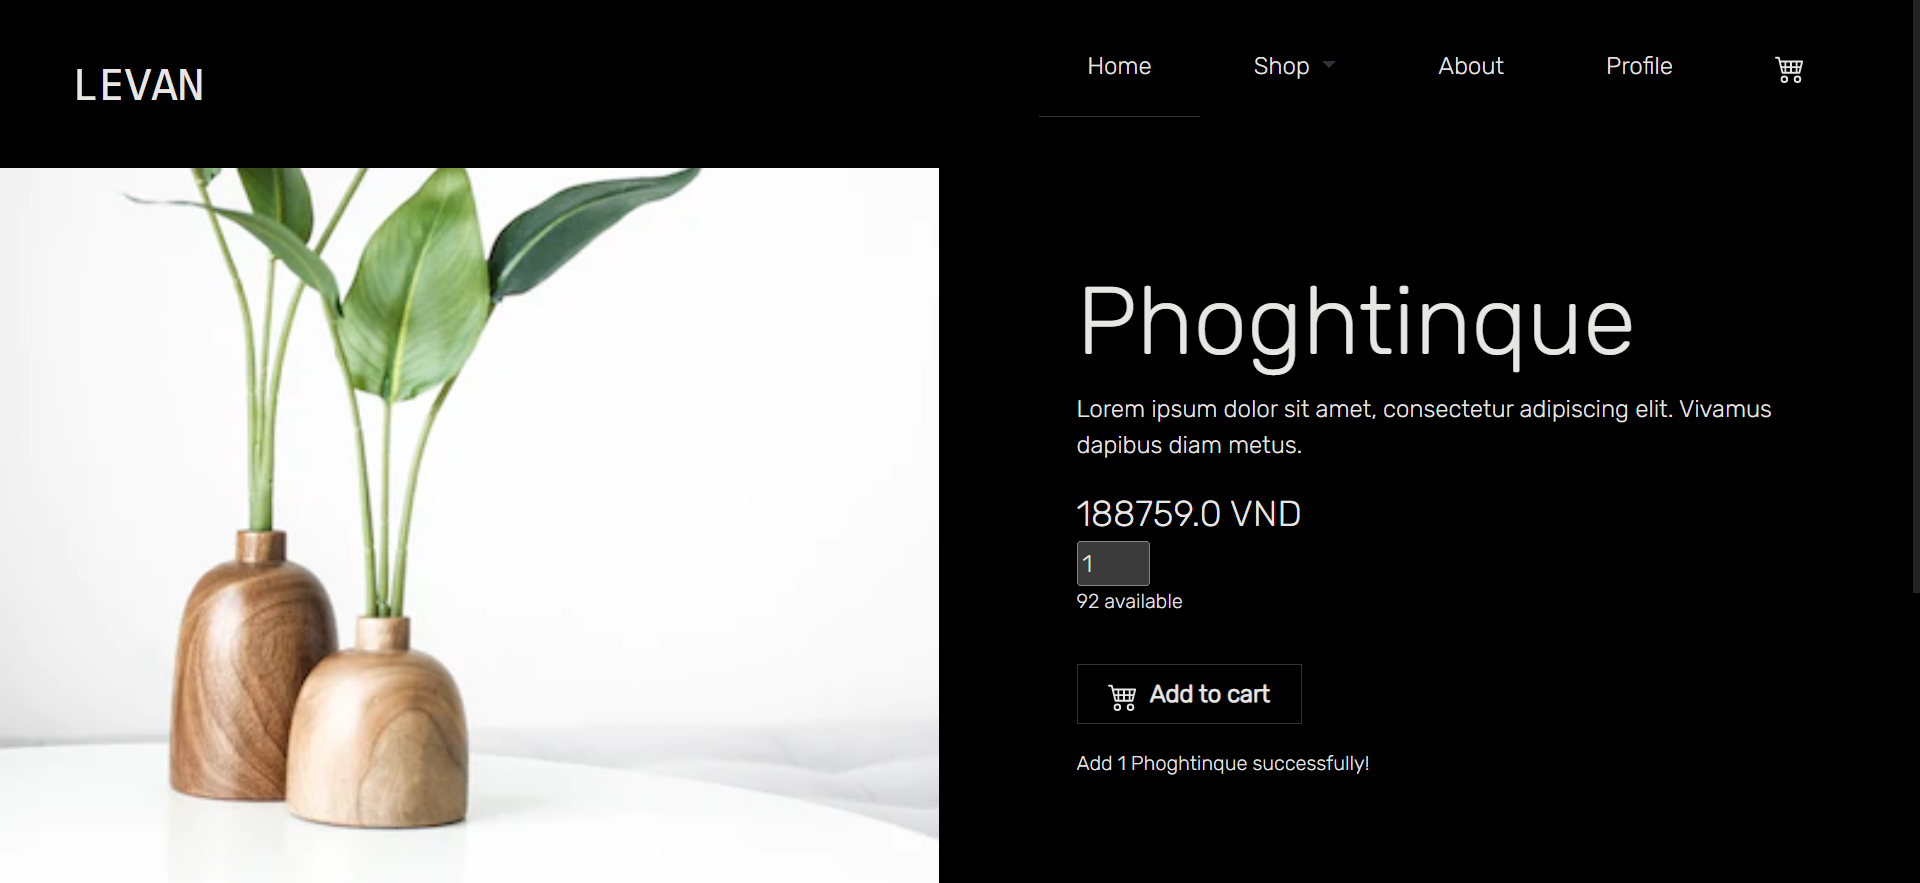 LEVAN
Home
Shop
About
Profile
Phoghtinque
Lorem ipsum dolor sit amet, consectetur adipiscing elit. Vivamus
dapibus diam metus.
188759.0 VND
1
92 available
Add to cart
Add 1 Phoghtinque successfully!